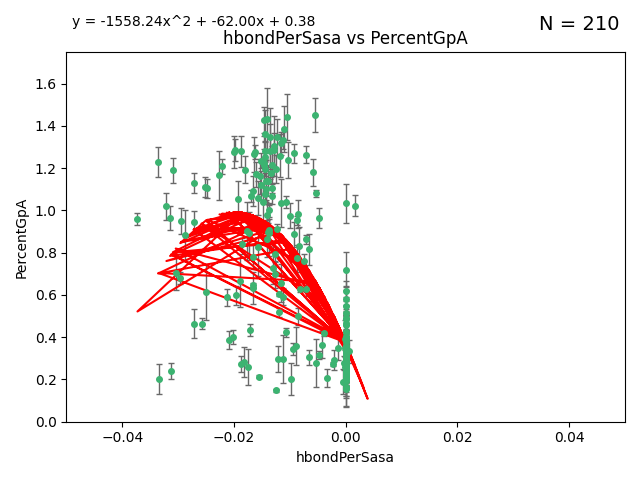 y = -1558.24x^2 + -62.00x + 0.38
N = 210
hbondPerSasa vs PercentGpA
1.6
1.4
1.2
1.0
0.8
0.6
0.4
0.2
0.0
PercentGpA
−0.04 −0.02 0.00 0.02 0.04
hbondPerSasa